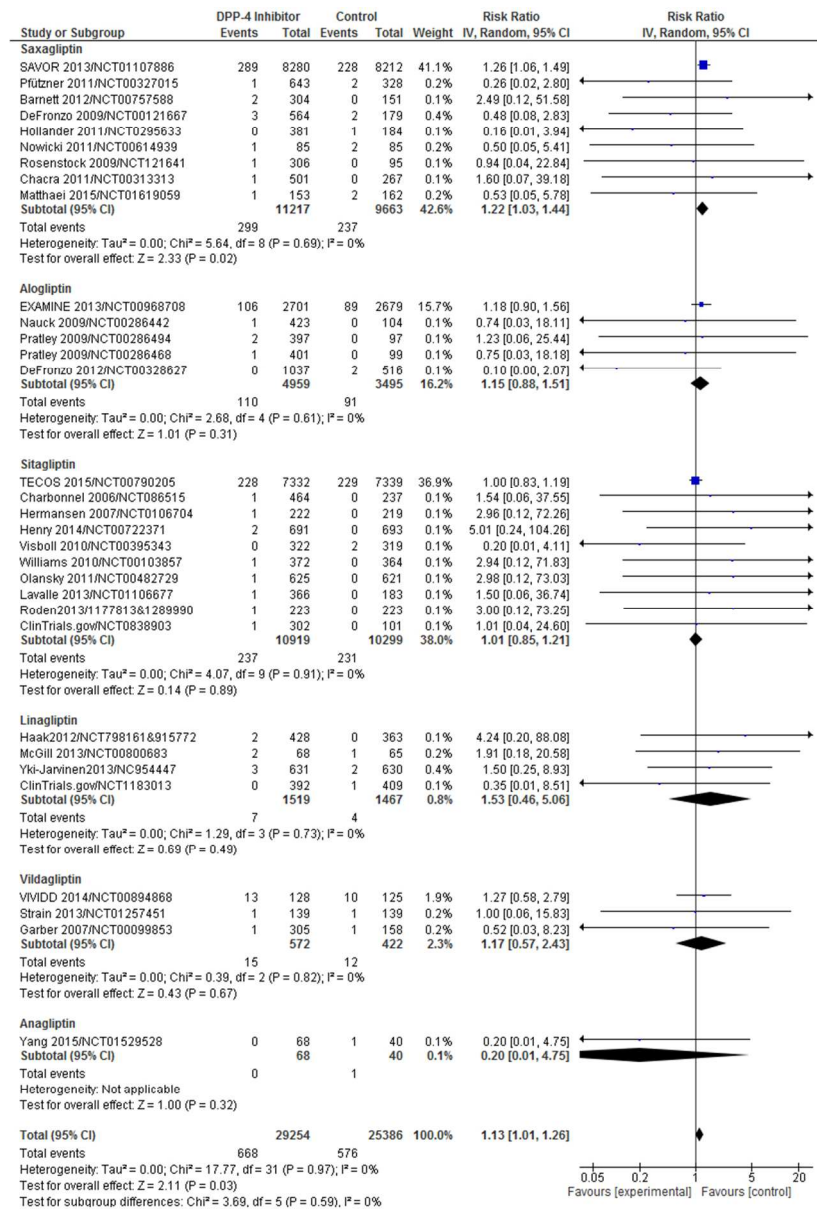 DPP-4 Inhibitor Control Risk Ratio Risk Ratio
Study or Subgroup Events Total Events Total Weight IV, Random, 95% CI IV, Random, 95% CI
Saxagliptin
SAVOR 2013/NCT01107886 289 8280 228 8212 41.1% 1.26 [1.06, 1.49]
Pfützner 2011/NCT00327015 1 643 2 328 0.2% 0.26 [0.02, 2.80]
Barnett 2012/NCT00757588 2 304 0 151 0.1% 2.49 [0.12, 51.58]
DeFronzo 2009/NCT00121667 3 564 2 179 0.4% 0.48 [0.08, 2.83]
Hollander 2011/NCT0295633 0 381 1 184 0.1% 0.16 [0.01, 3.94]
Nowicki 2011/NCT00614939 1 85 2 85 0.2% 0.50 [0.05, 5.41]
Rosenstock 2009/NCT121641 1 306 0 95 0.1% 0.94 [0.04, 22.84]
Chacra 2011/NCT00313313 1 501 0 267 0.1% 1.60 [0.07, 39.18]
Matthaei 2015/NCT01619059 1 153 2 162 0.2% 0.53 [0.05, 5.78]
Subtotal (95% CI) 11217 9663 42.6% 1.22 [1.03, 1.44]
Total events 299 237
Heterogeneity: Tau² = 0.00; Chi² = 5.64, df = 8 (P = 0.69); I² = 0%
Test for overall effect: Z = 2.33 (P = 0.02)
Alogliptin
EXAMINE 2013/NCT00968708 106 2701 89 2679 15.7% 1.18 [0.90, 1.56]
Nauck 2009/NCT00286442 1 423 0 104 0.1% 0.74 [0.03, 18.11]
Pratley 2009/NCT00286494 2 397 0 97 0.1% 1.23 [0.06, 25.44]
Pratley 2009/NCT00286468 1 401 0 99 0.1% 0.75 [0.03, 18.18]
DeFronzo 2012/NCT00328627 0 1037 2 516 0.1% 0.10 [0.00, 2.07]
Subtotal (95% CI) 4959 3495 16.2% 1.15 [0.88, 1.51]
Total events 110 91
Heterogeneity: Tau² = 0.00; Chi² = 2.68, df = 4 (P = 0.61); I² = 0%
Test for overall effect: Z = 1.01 (P = 0.31)
Sitagliptin
TECOS 2015/NCT00790205 228 7332 229 7339 36.9% 1.00 [0.83, 1.19]
Charbonnel 2006/NCT086515 1 464 0 237 0.1% 1.54 [0.06, 37.55]
Hermansen 2007/NCT0106704 1 222 0 219 0.1% 2.96 [0.12, 72.26]
Henry 2014/NCT00722371 2 691 0 693 0.1% 5.01 [0.24, 104.26]
Visboll 2010/NCT00395343 0 322 2 319 0.1% 0.20 [0.01, 4.11]
Williams 2010/NCT00103857 1 372 0 364 0.1% 2.94 [0.12, 71.83]
Olansky 2011/NCT00482729 1 625 0 621 0.1% 2.98 [0.12, 73.03]
Lavalle 2013/NCT01106677 1 366 0 183 0.1% 1.50 [0.06, 36.74]
Roden2013/1177813&1289990 1 223 0 223 0.1% 3.00 [0.12, 73.25]
ClinTrials.gov/NCT0838903 1 302 0 101 0.1% 1.01 [0.04, 24.60]
Subtotal (95% CI) 10919 10299 38.0% 1.01 [0.85, 1.21]
Total events 237 231
Heterogeneity: Tau² = 0.00; Chi² = 4.07, df = 9 (P = 0.91); I² = 0%
Test for overall effect: Z = 0.14 (P = 0.89)
Linagliptin
Haak2012/NCT798161&915772 2 428 0 363 0.1% 4.24 [0.20, 88.08]
McGill 2013/NCT00800683 2 68 1 65 0.2% 1.91 [0.18, 20.58]
Yki-Jarvinen2013/NC954447 3 631 2 630 0.4% 1.50 [0.25, 8.93]
ClinTrials.gov/NCT1183013 0 392 1 409 0.1% 0.35 [0.01, 8.51]
Subtotal (95% CI) 1519 1467 0.8% 1.53 [0.46, 5.06]
Total events 7 4
Heterogeneity: Tau² = 0.00; Chi² = 1.29, df = 3 (P = 0.73); I² = 0%
Test for overall effect: Z = 0.69 (P = 0.49)
Vildagliptin
VIVIDD 2014/NCT00894868 13 128 10 125 1.9% 1.27 [0.58, 2.79]
Strain 2013/NCT01257451 1 139 1 139 0.2% 1.00 [0.06, 15.83]
Garber 2007/NCT00099853 1 305 1 158 0.2% 0.52 [0.03, 8.23]
Subtotal (95% CI) 572 422 2.3% 1.17 [0.57, 2.43]
Total events 15 12
Heterogeneity: Tau² = 0.00; Chi² = 0.39, df = 2 (P = 0.82); I² = 0%
Test for overall effect: Z = 0.43 (P = 0.67)
Anagliptin
Yang 2015/NCT01529528 0 68 1 40 0.1% 0.20 [0.01, 4.75]
Subtotal (95% CI) 68 40 0.1% 0.20 [0.01, 4.75]
Total events 0 1
Heterogeneity: Not applicable
Test for overall effect: Z = 1.00 (P = 0.32)
Total (95% CI) 29254 25386 100.0% 1.13 [1.01, 1.26]
Total events 668 576
Heterogeneity: Tau² = 0.00; Chi² = 17.77, df = 31 (P = 0.97); I² = 0%
Test for overall effect: Z = 2.11 (P = 0.03)
Test for subgroup differences: Chi² = 3.69, df = 5 (P = 0.59), I² = 0%
0.05 0.2 1 5 20
Favours [experimental] Favours [control]